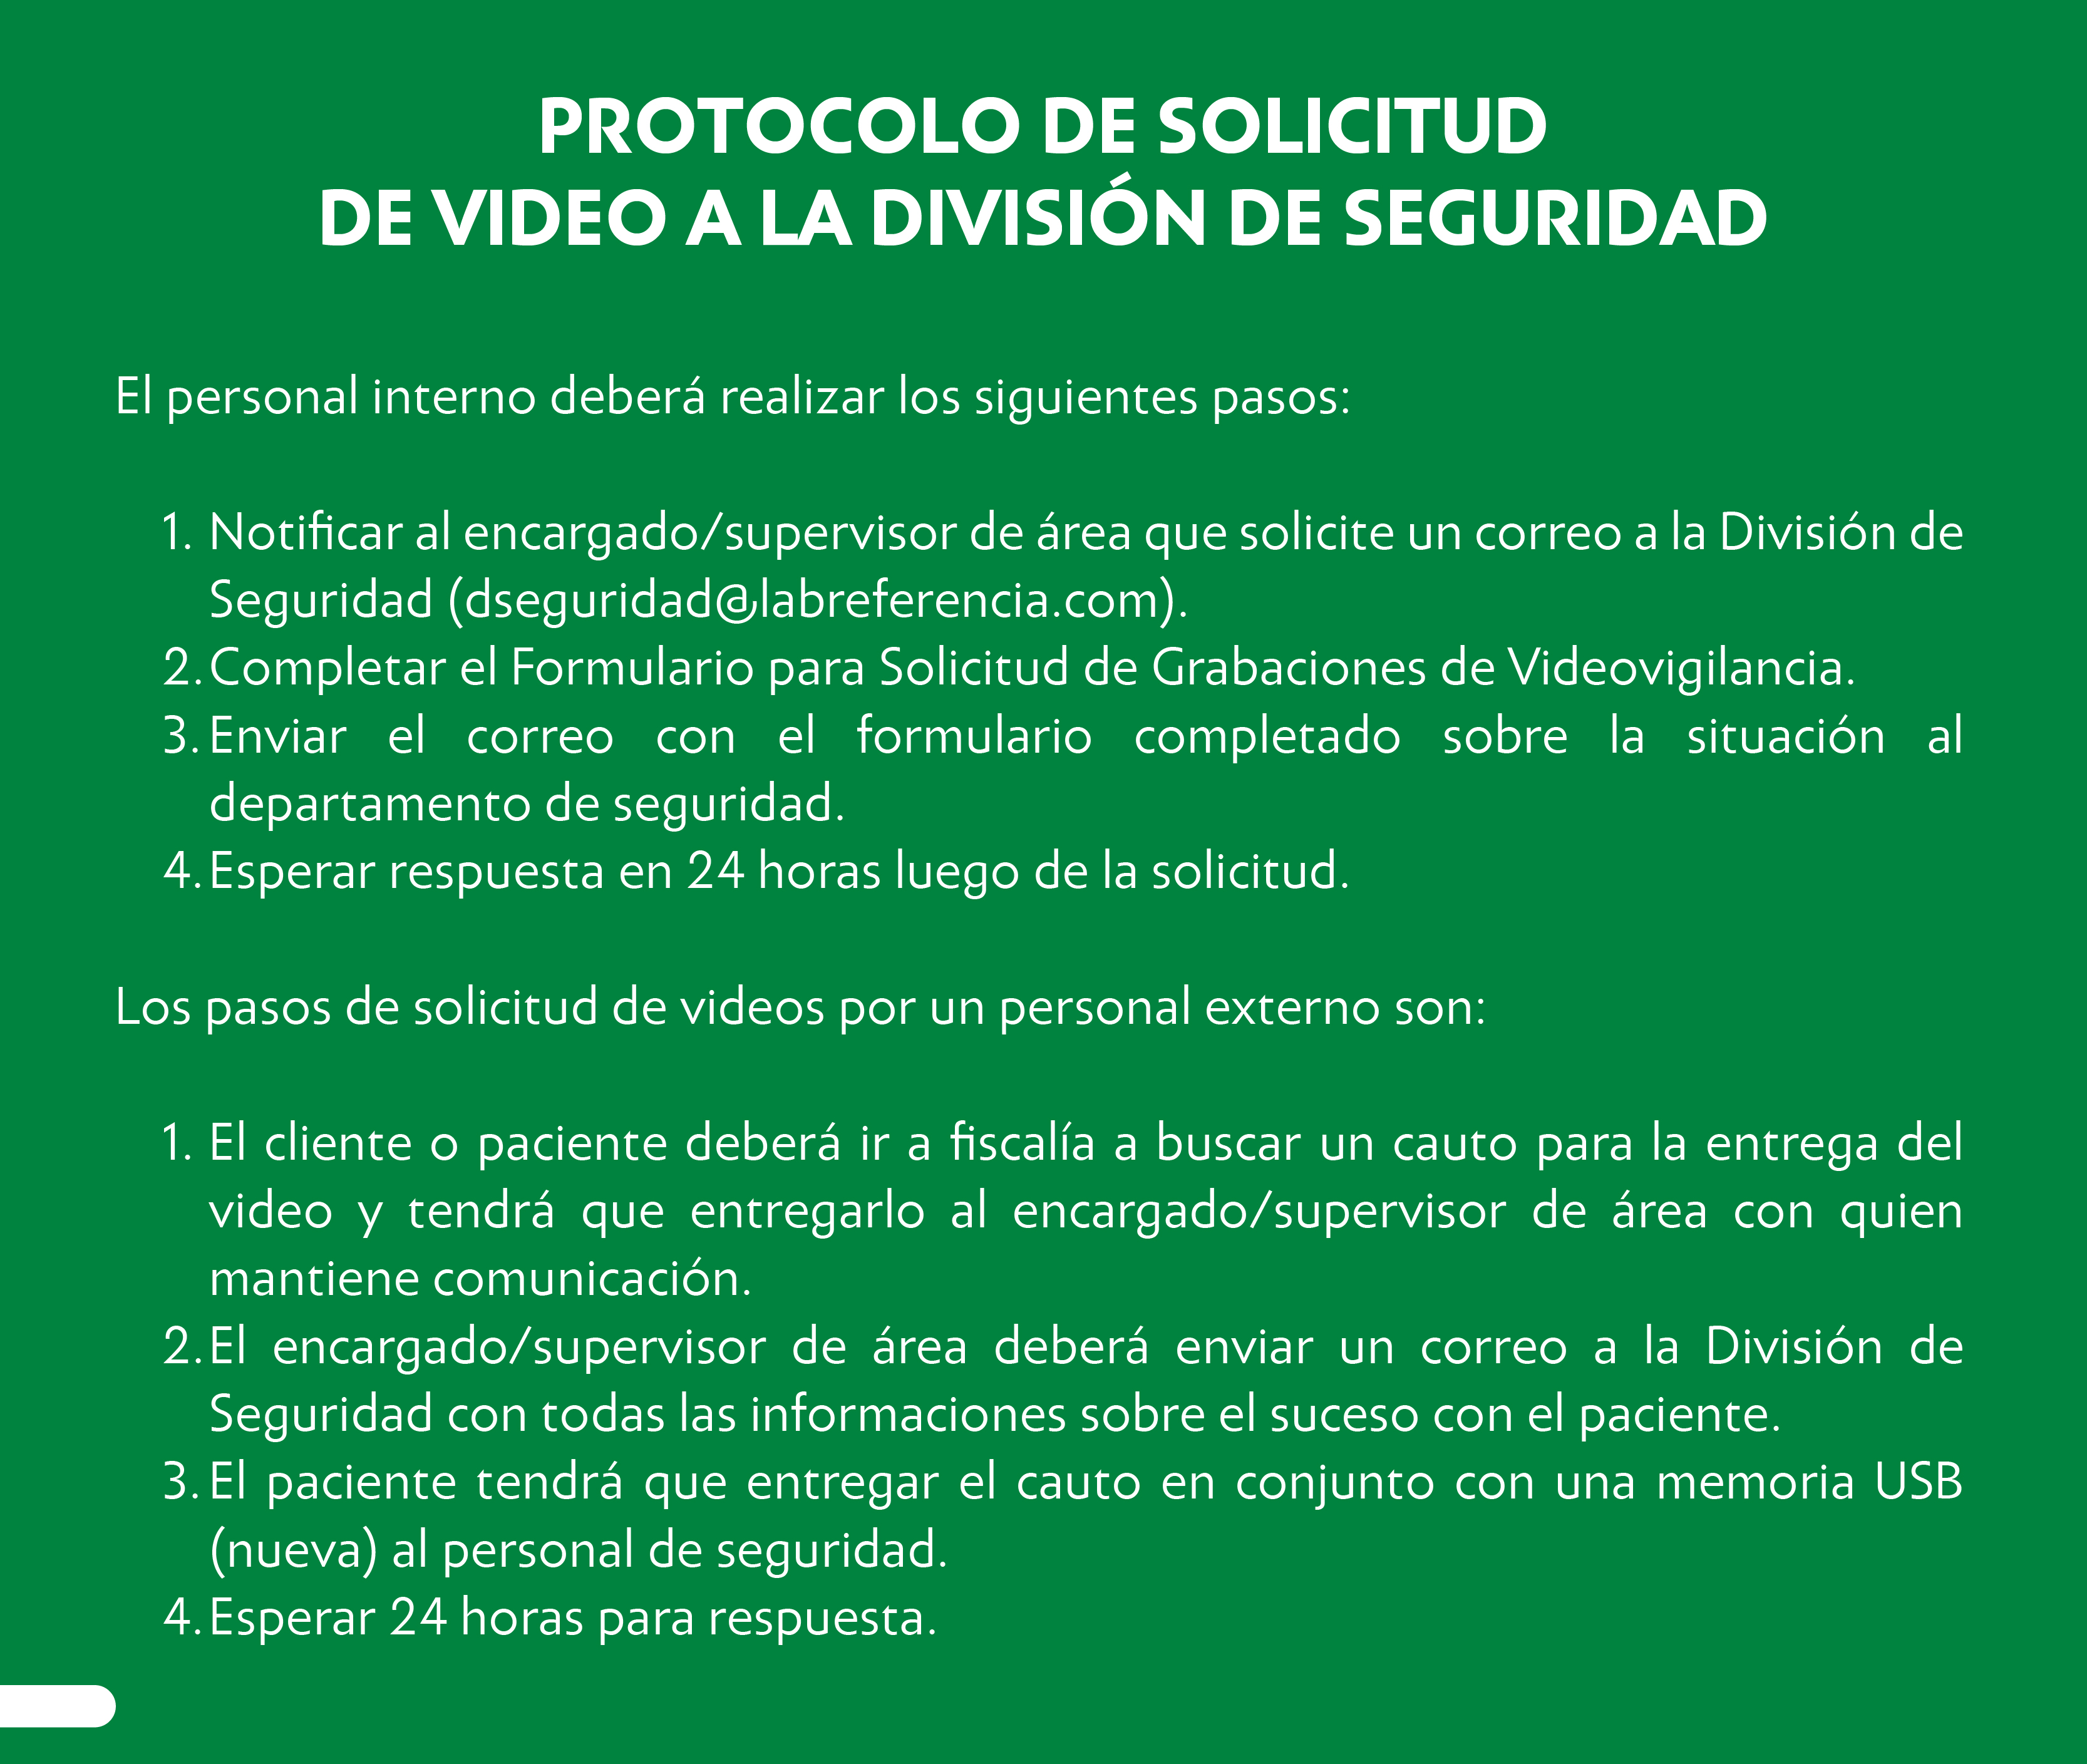 PROTOCOLO DE SOLICITUD
DE VIDEO A LA DIVISIÓN DE SEGURIDAD
El personal interno deberá realizar los siguientes pasos:
1. Notificar al encargado/supervisor de área que solicite un correo a la División de
Seguridad (dseguridad@labreferencia.com).
2. Completar el Formulario para Solicitud de Grabaciones de Videovigilancia.
3. Enviar el correo con el formulario completado sobre la situación al
departamento de seguridad.
4. Esperar respuesta en 24 horas luego de la solicitud.
Los pasos de solicitud de videos por un personal externo son:
1. El cliente o paciente deberá ir a fiscalía a buscar un cauto para la entrega del
video y tendrá que entregarlo al encargado/supervisor de área con quien
mantiene comunicación.
2. El encargado/supervisor de área deberá enviar un correo a la División de
Seguridad con todas las informaciones sobre el suceso con el paciente.
3. El paciente tendrá que entregar el cauto en conjunto con una memoria USB
(nueva) al personal de seguridad.
4. Esperar 24 horas para respuesta.